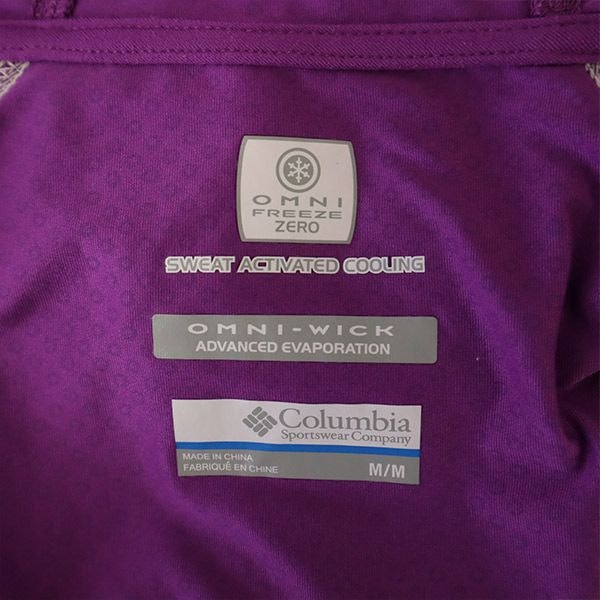 OMNI
FREEZE
ZERO
SWEAT ACTIVATED COOLING
OMNI-WICK
ADVANCED EVAPORATION
Columbia
Sportswear Company
MADE IN CHINA
FABRIQUÉ EN CHINE
M/M